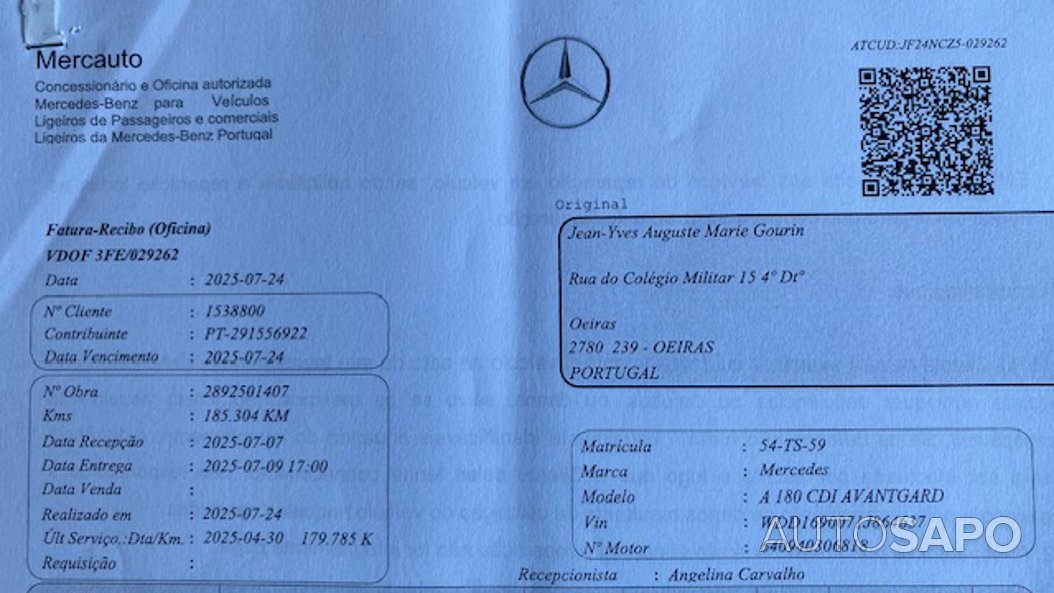 Mercauto
Concessionário e Oficina autorizada
Mercedes-Benz para Veículos
Ligeiros de Passageiros e comerciais
Ligeiros da Mercedes-Benz Portugal
ATCUD:JF24NCZ5-029262
Original
Fatura-Recibo (Oficina)
VDOF 3FE/029262
Data : 2025-07-24
Nº Cliente : 1538800
Contribuinte : PT-291556922
Data Vencimento : 2025-07-24
Jean-Yves Auguste Marie Gourin
Rua do Colégio Militar 15 4º Dtº
Oeiras
2780 239 - OEIRAS
PORTUGAL
Nº Obra : 2892501407
Kms : 185.304 KM
Data Recepção : 2025-07-07
Data Entrega : 2025-07-09 17:00
Data Venda :
Realizado em : 2025-07-24
Últ Serviço.:Dta/Km. : 2025-04-30 179.785 K
Requisição :
Matrícula : 54-TS-59
Marca : Mercedes
Modelo : A 180 CDI AVANTGARD
Vin :
Nº Motor :
AUTOSAPO
Recepcionista : Angelina Carvalho